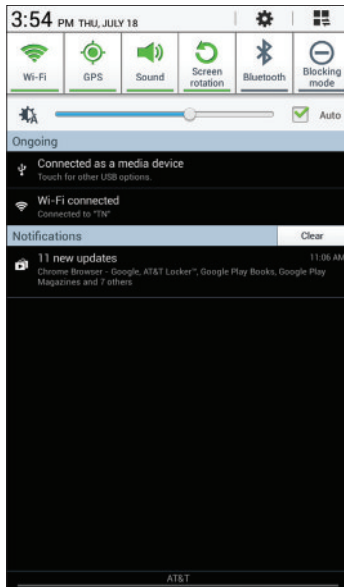 3:54 PM THU, JULY 18
Wi-Fi
GPS
Sound
Screen
rotation
Bluetooth
Blocking
mode
A
Auto
Ongoing
Connected as a media device
Touch for other USB options.
Wi-Fi connected
Connected to "TN"
Notifications
Clear
11 new updates 11:06 AM
Chrome Browser - Google, AT&T Locker™, Google Play Books, Google Play
Magazines and 7 others
AT&T